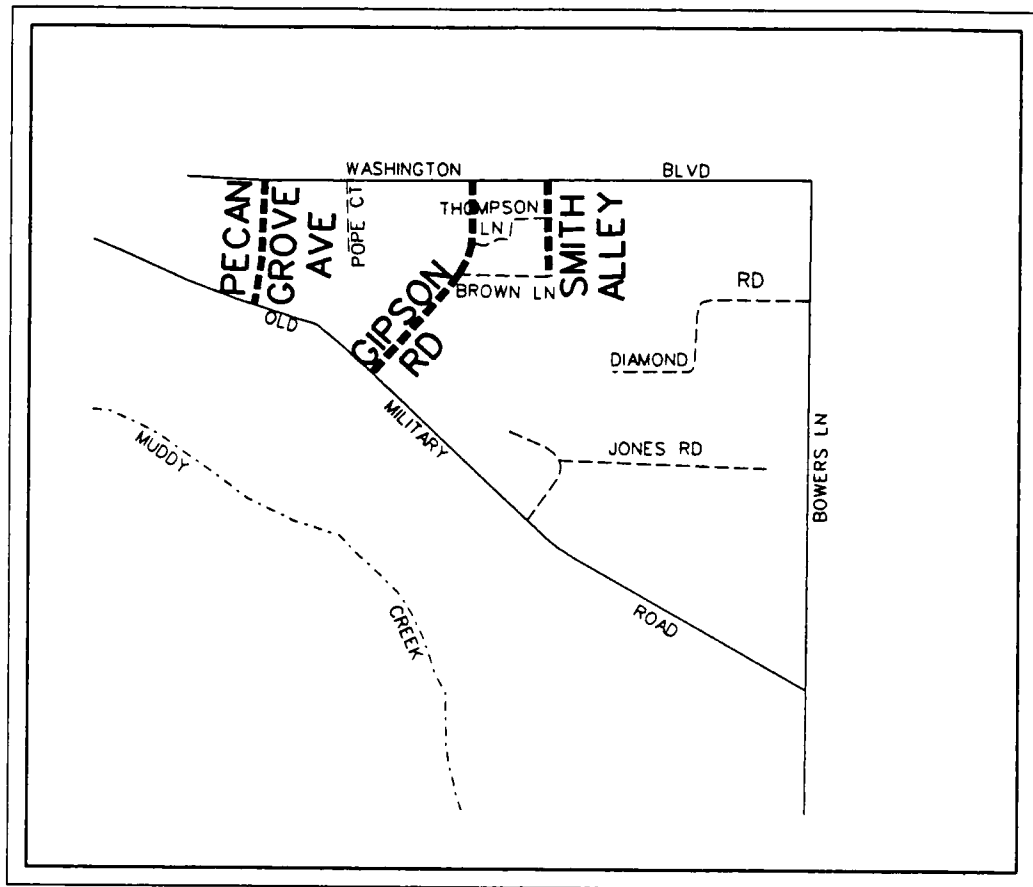 WASHINGTON BLVD
PECAN
GROVE
AVE
POPE CT
THOMPSON
LN
SMITH
ALLEY
BROWN LN
GIPSON
RD
OLD MILITARY ROAD
DIAMOND RD
JONES RD
BOWERS LN
MUDDY CREEK